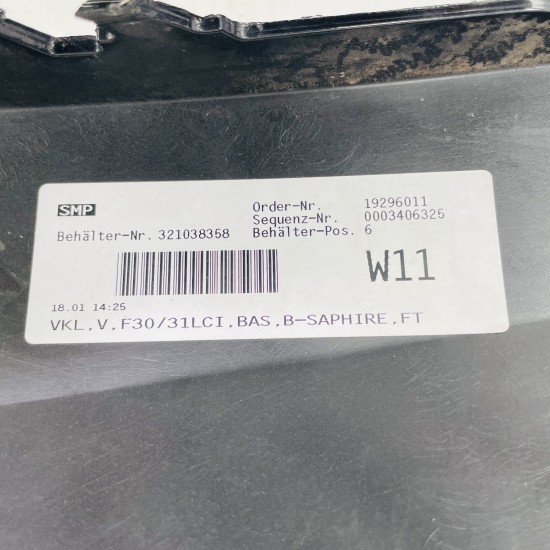 SMP
Order-Nr. 19296011
Sequenz-Nr. 0003406325
Behälter-Nr. 321038358 Behälter-Pos. 6
W11
18.01 14:25
VKL,V,F30/31LCI,BAS,B-SAPHIRE,FT